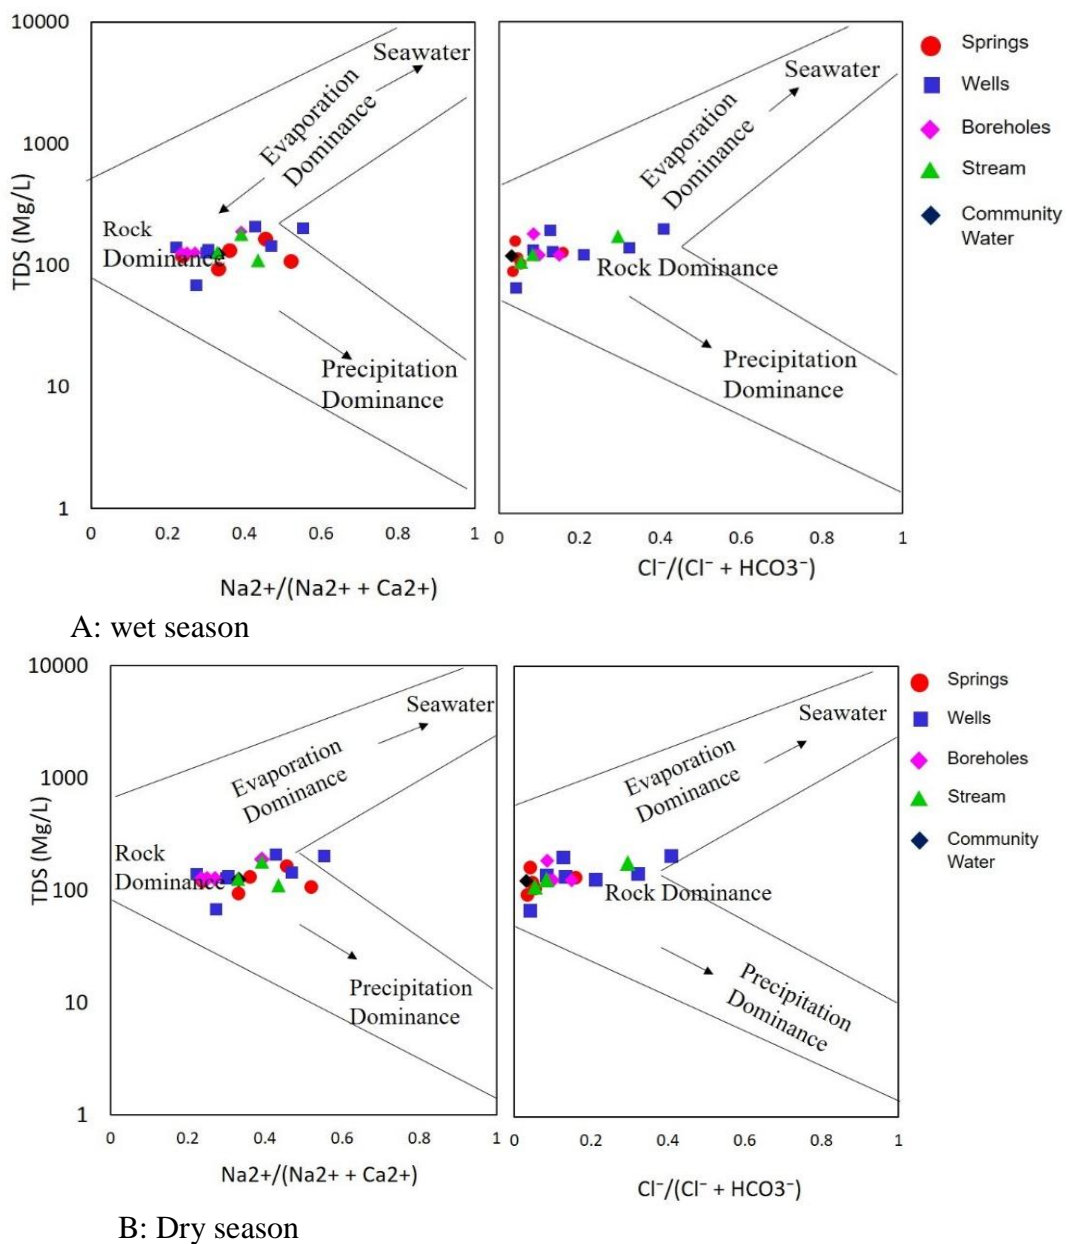 10000
1000
100
10
1
TDS (Mg/L)
Seawater
Evaporation
Dominance
Rock
Dominance
Precipitation
Dominance
0 0.2 0.4 0.6 0.8 1
Na2+/(Na2+ + Ca2+)
Seawater
Evaporation
Dominance
Rock Dominance
Precipitation
Dominance
0 0.2 0.4 0.6 0.8 1
Cl⁻/(Cl⁻ + HCO3⁻)
Springs
Wells
Boreholes
Stream
Community
Water
A: wet season
10000
1000
100
10
1
TDS (Mg/L)
Seawater
Evaporation
Dominance
Rock
Dominance
Precipitation
Dominance
0 0.2 0.4 0.6 0.8 1
Na2+/(Na2+ + Ca2+)
Seawater
Evaporation
Dominance
Rock Dominance
Precipitation
Dominance
0 0.2 0.4 0.6 0.8 1
Cl⁻/(Cl⁻ + HCO3⁻)
Springs
Wells
Boreholes
Stream
Community
Water
B: Dry season